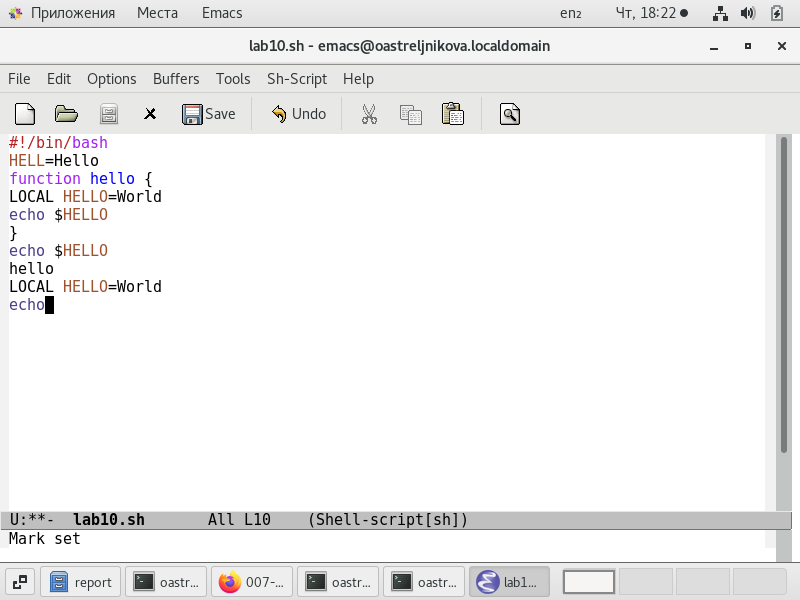 Приложения Места Emacs en₂ Чт, 18:22
lab10.sh - emacs@oastreljnikova.localdomain
File Edit Options Buffers Tools Sh-Script Help
Save Undo
#!/bin/bash
HELL=Hello
function hello {
LOCAL HELLO=World
echo $HELLO
}
echo $HELLO
hello
LOCAL HELLO=World
echo
U:**- lab10.sh All L10 (Shell-script[sh])
Mark set
report oastr... 007-... oastr... oastr... lab1...